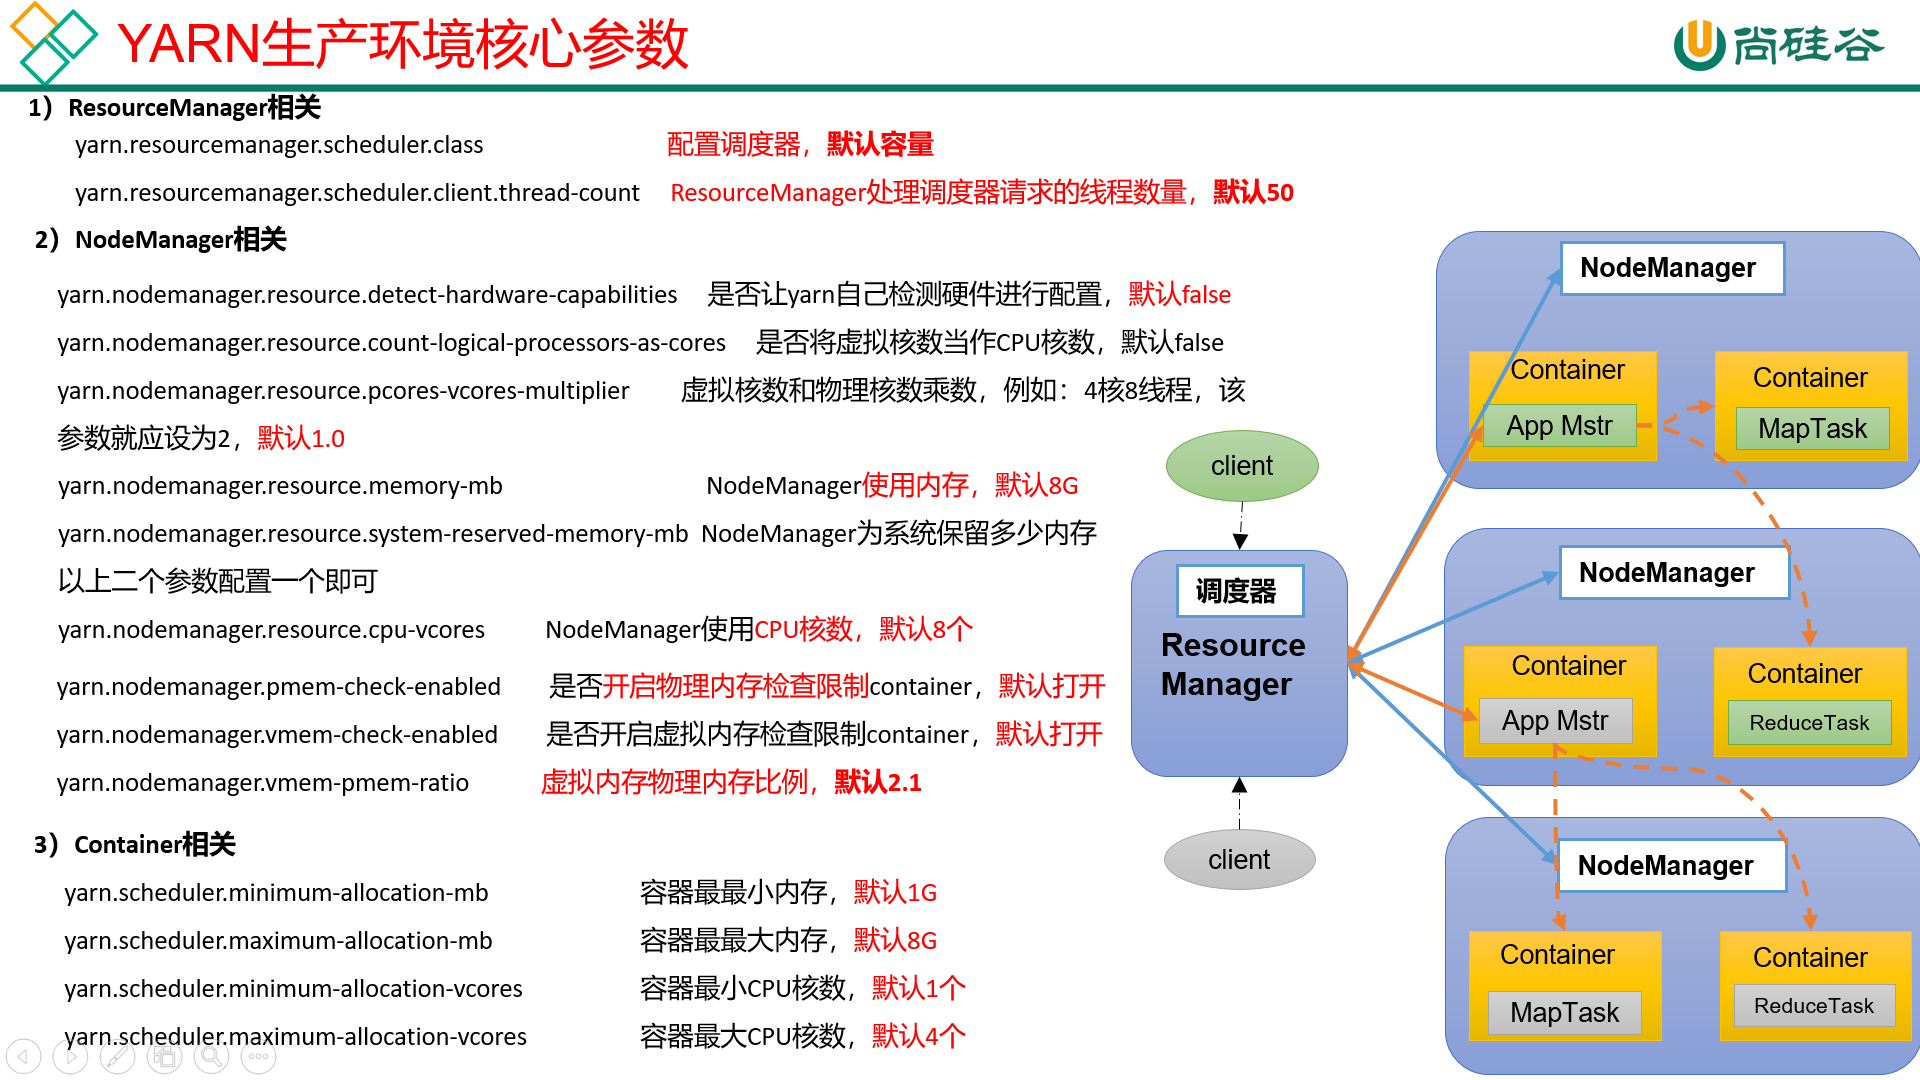 YARN生产环境核心参数
尚硅谷
1）ResourceManager相关
yarn.resourcemanager.scheduler.class 配置调度器，默认容量
yarn.resourcemanager.scheduler.client.thread-count ResourceManager处理调度器请求的线程数量，默认50
2）NodeManager相关
yarn.nodemanager.resource.detect-hardware-capabilities 是否让yarn自己检测硬件进行配置，默认false
yarn.nodemanager.resource.count-logical-processors-as-cores 是否将虚拟核数当作CPU核数，默认false
yarn.nodemanager.resource.pcores-vcores-multiplier 虚拟核数和物理核数乘数，例如：4核8线程，该
参数就应设为2，默认1.0
yarn.nodemanager.resource.memory-mb NodeManager使用内存，默认8G
yarn.nodemanager.resource.system-reserved-memory-mb NodeManager为系统保留多少内存
以上二个参数配置一个即可
yarn.nodemanager.resource.cpu-vcores NodeManager使用CPU核数，默认8个
yarn.nodemanager.pmem-check-enabled 是否开启物理内存检查限制container，默认打开
yarn.nodemanager.vmem-check-enabled 是否开启虚拟内存检查限制container，默认打开
yarn.nodemanager.vmem-pmem-ratio 虚拟内存物理内存比例，默认2.1
3）Container相关
yarn.scheduler.minimum-allocation-mb 容器最最小内存，默认1G
yarn.scheduler.maximum-allocation-mb 容器最最大内存，默认8G
yarn.scheduler.minimum-allocation-vcores 容器最小CPU核数，默认1个
yarn.scheduler.maximum-allocation-vcores 容器最大CPU核数，默认4个
client
调度器
Resource
Manager
client
NodeManager
Container
App Mstr
Container
MapTask
NodeManager
Container
App Mstr
Container
ReduceTask
NodeManager
Container
MapTask
Container
ReduceTask